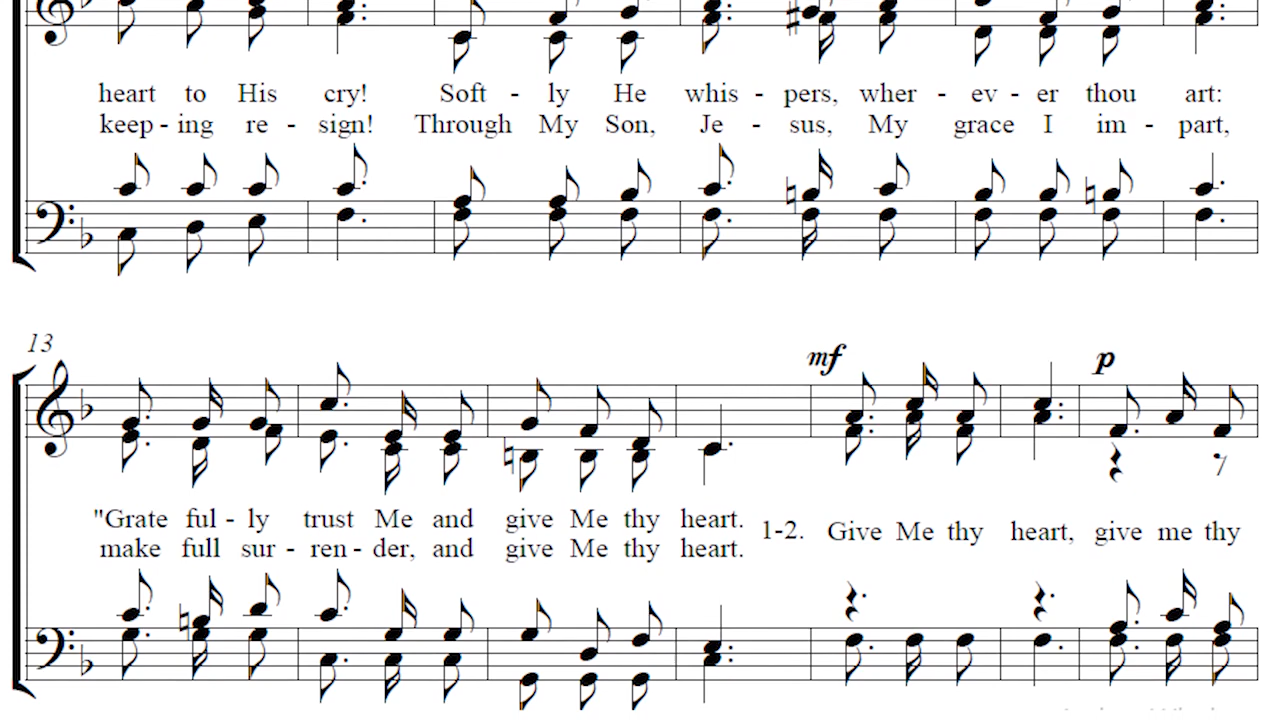 heart to His cry! Soft - ly He whis - pers, wher - ev - er thou art:
keep - ing re - sign! Through My Son, Je - sus, My grace I im - part,
13
mf p
"Grate ful - ly trust Me and give Me thy heart.
make full sur - ren - der, and give Me thy heart.
1-2. Give Me thy heart, give me thy